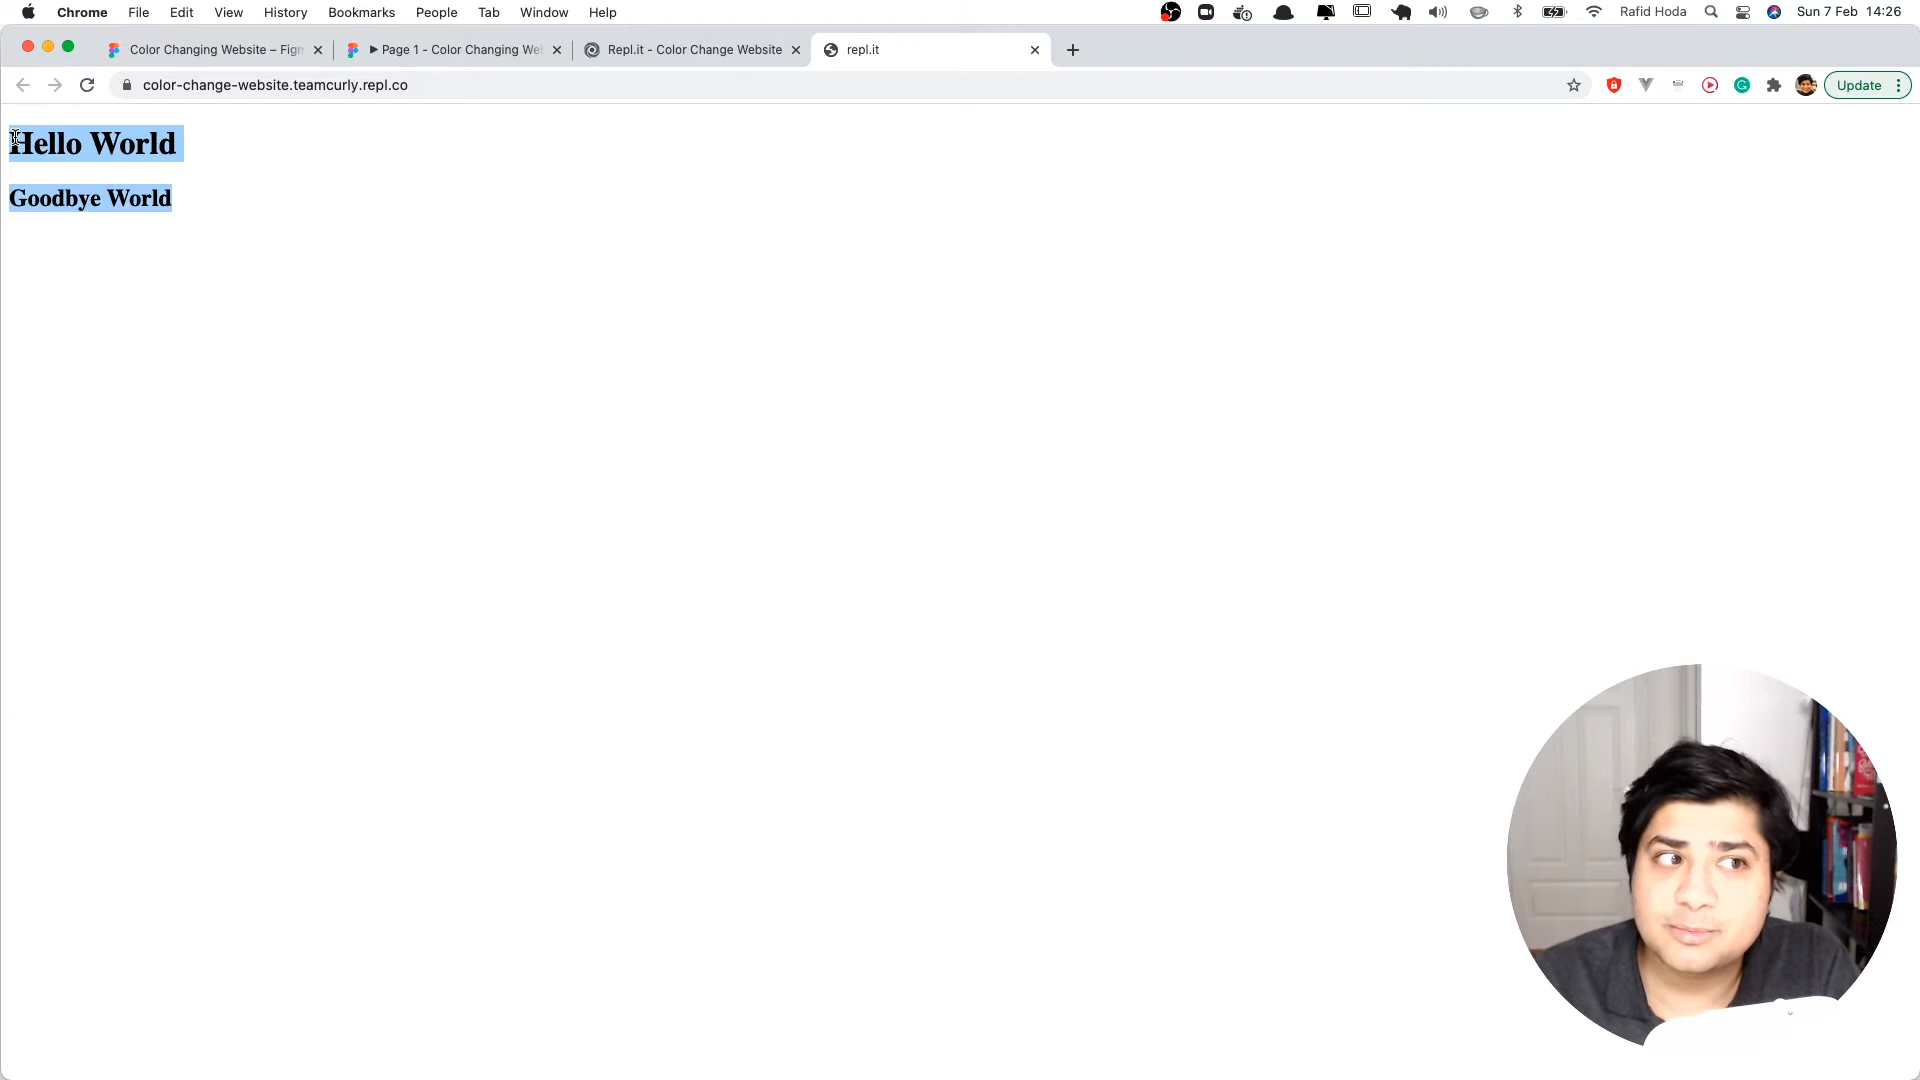 Chrome File Edit View History Bookmarks People Tab Window Help Rafid Hoda Sun 7 Feb 14:26
Color Changing Website – Figm Page 1 - Color Changing We Repl.it - Color Change Website repl.it
color-change-website.teamcurly.repl.co Update
Hello World
Goodbye World